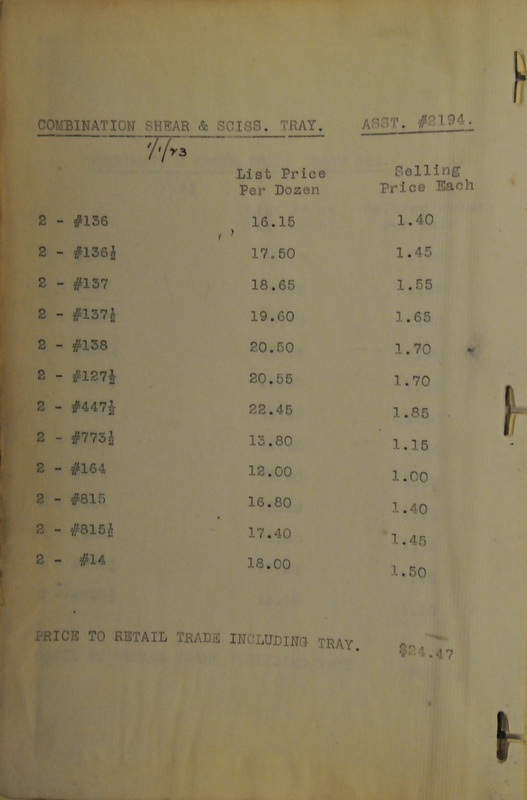 COMBINATION SHEAR & SCISS. TRAY. ASST. #2194.
1/1/23
List Price Selling
Per Dozen Price Each
2 - #136 16.15 1.40
2 - #136½ 17.50 1.45
2 - #137 18.65 1.55
2 - #137½ 19.60 1.65
2 - #138 20.50 1.70
2 - #127½ 20.55 1.70
2 - #447½ 22.45 1.85
2 - #773½ 13.80 1.15
2 - #164 12.00 1.00
2 - #815 16.80 1.40
2 - #815½ 17.40 1.45
2 - #14 18.00 1.50
PRICE TO RETAIL TRADE INCLUDING TRAY. $24.47